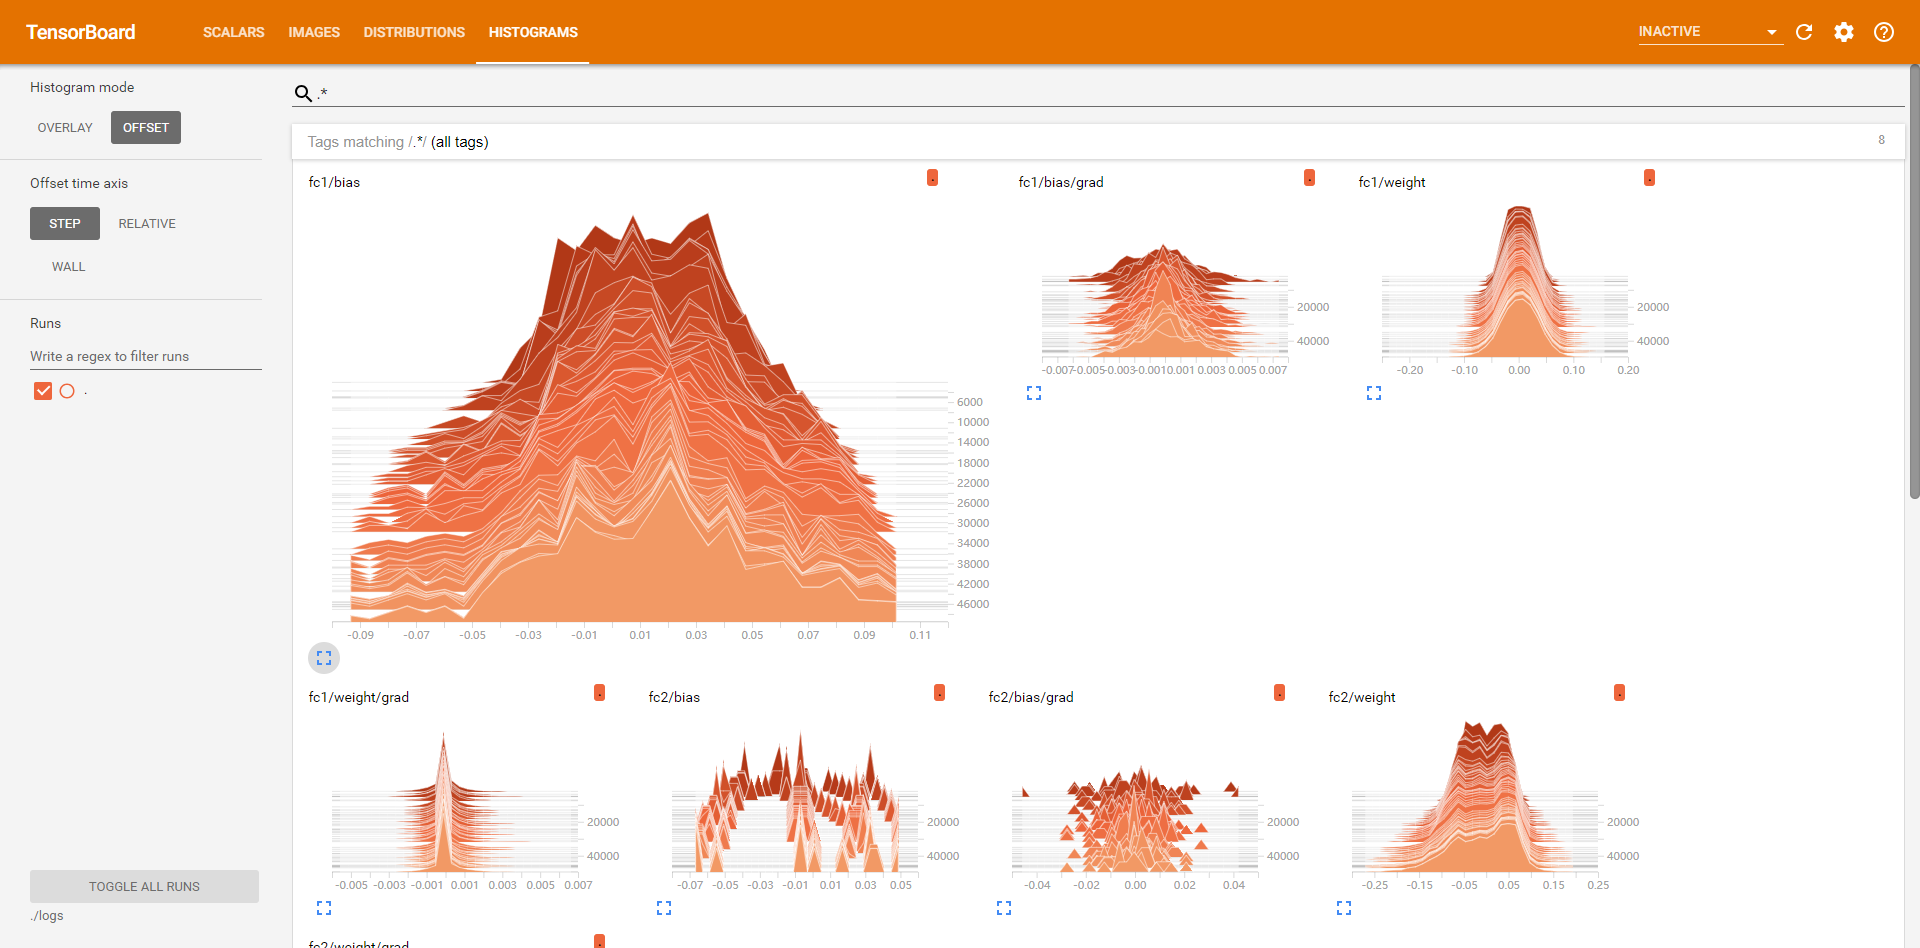 TensorBoard SCALARS IMAGES DISTRIBUTIONS HISTOGRAMS INACTIVE
Histogram mode
OVERLAY OFFSET
Offset time axis
STEP RELATIVE
WALL
Runs
Write a regex to filter runs
.
TOGGLE ALL RUNS
./logs
.*
Tags matching /.*/ (all tags) 8
fc1/bias .
6000
10000
14000
18000
22000
26000
30000
34000
38000
42000
46000
-0.09 -0.07 -0.05 -0.03 -0.01 0.01 0.03 0.05 0.07 0.09 0.11
fc1/bias/grad .
20000
40000
-0.007 -0.005 -0.003 -0.001 0.001 0.003 0.005 0.007
fc1/weight .
20000
40000
-0.20 -0.10 0.00 0.10 0.20
fc1/weight/grad .
20000
40000
-0.005 -0.003 -0.001 0.001 0.003 0.005 0.007
fc2/bias .
20000
40000
-0.07 -0.05 -0.03 -0.01 0.01 0.03 0.05
fc2/bias/grad .
20000
40000
-0.04 -0.02 0.00 0.02 0.04
fc2/weight .
20000
40000
-0.25 -0.15 -0.05 0.05 0.15 0.25
fc2/weight/grad .